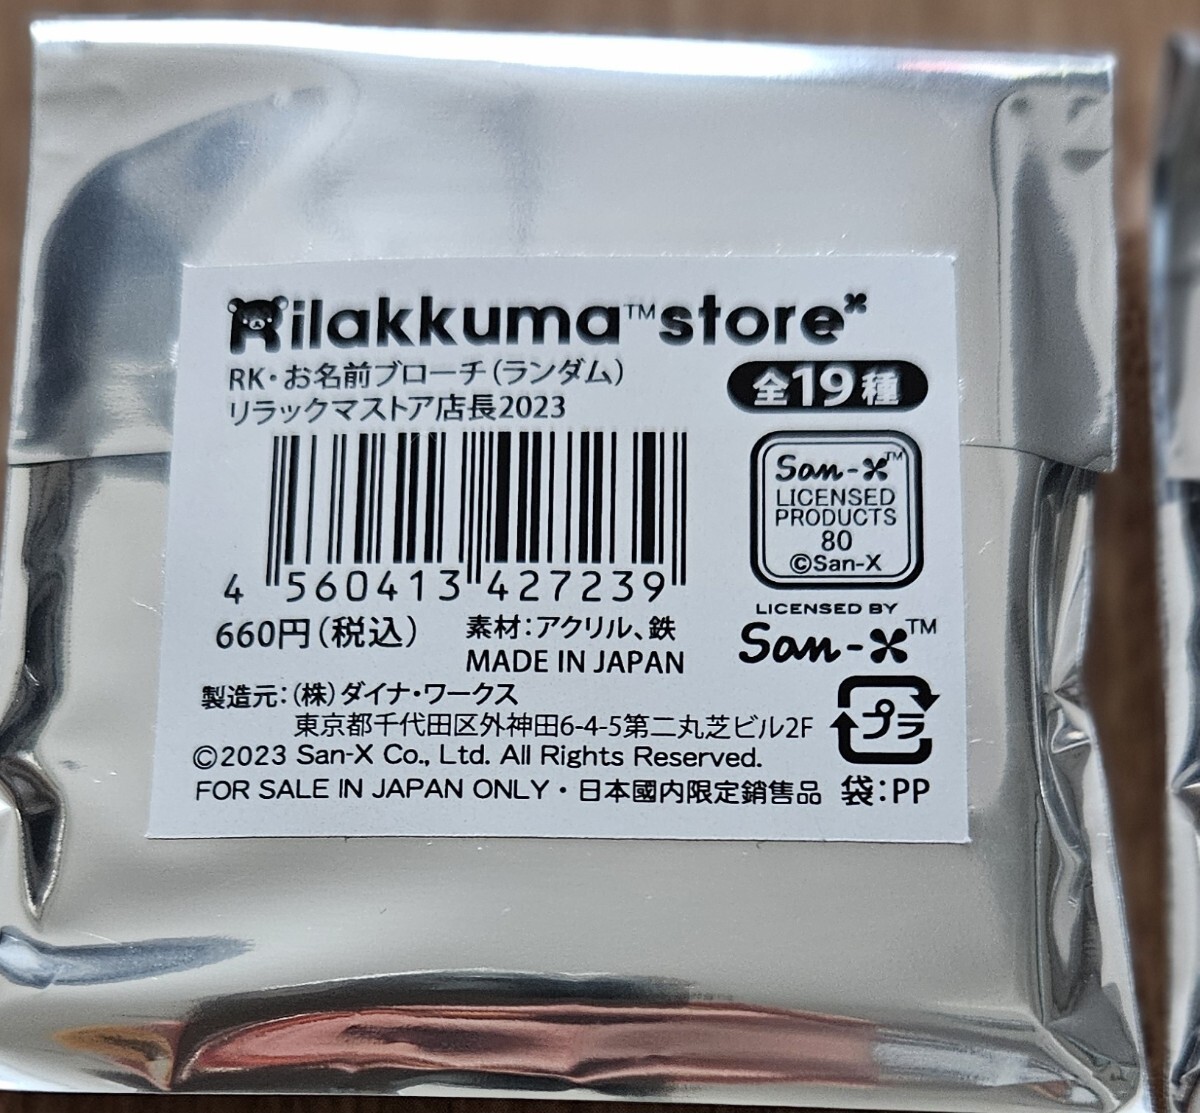 Rilakkuma™store
RK・お名前ブローチ(ランダム)
リラックマストア店長2023
全19種
San-X™
LICENSED
PRODUCTS
80
©San-X
4 560413 427239
LICENSED BY
San-X™
660円(税込)
素材:アクリル、鉄
MADE IN JAPAN
製造元:(株)ダイナ・ワークス
東京都千代田区外神田6-4-5第二丸芝ビル2F
プラ
©2023 San-X Co., Ltd. All Rights Reserved.
FOR SALE IN JAPAN ONLY・日本國内限定銷售品 袋:PP